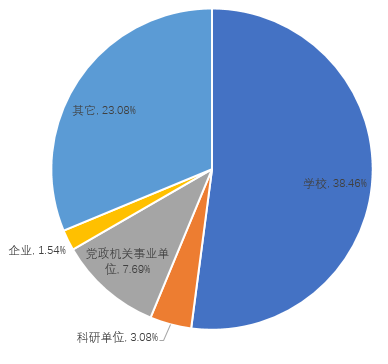 其它, 23.08%
学校, 38.46%
企业, 1.54%
党政机关事业单
位, 7.69%
科研单位, 3.08%